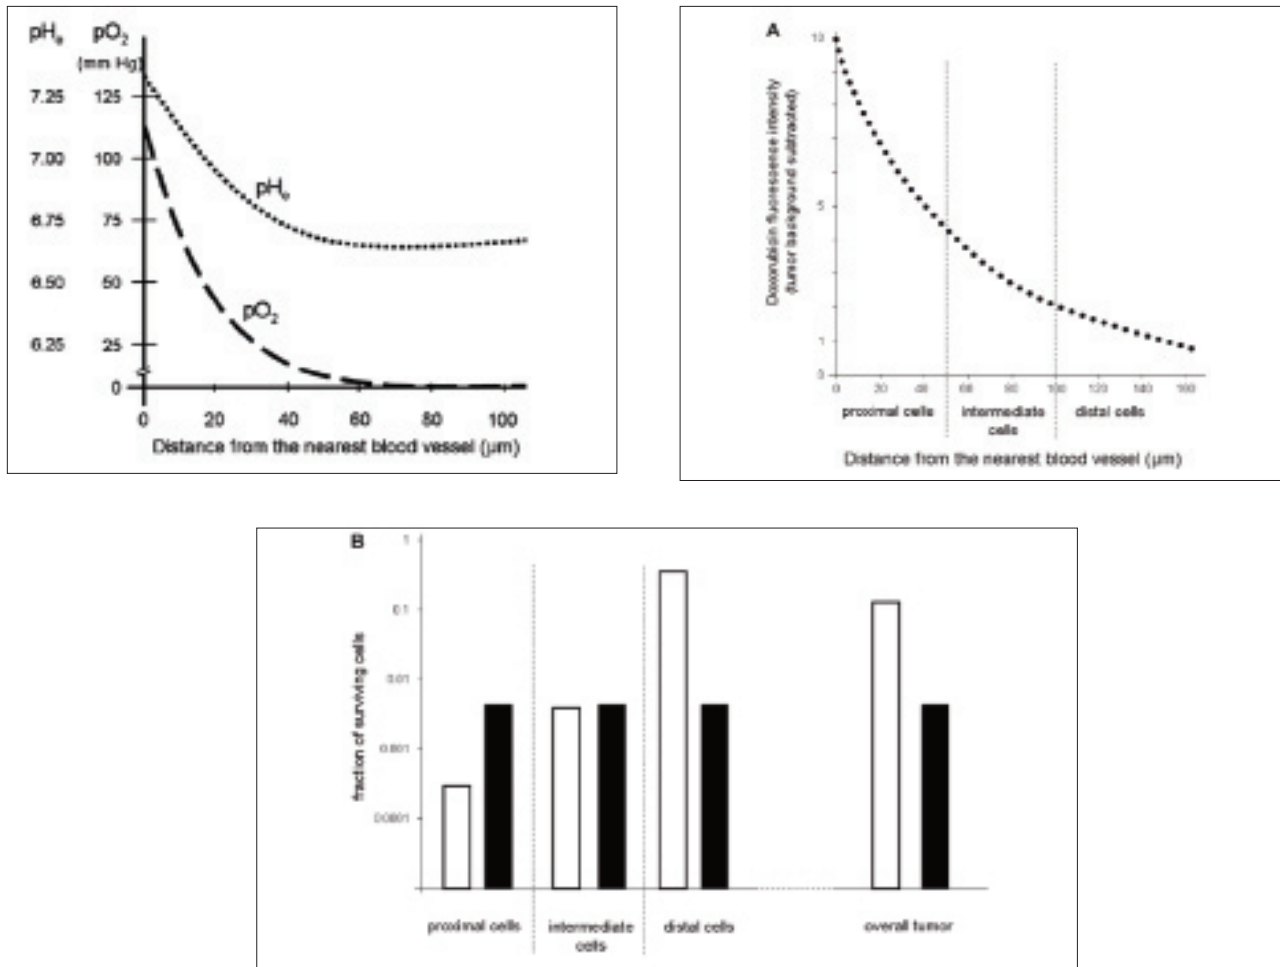 pHe pO2
(mm Hg)
7.25 125
7.00 100
6.75 75
6.50 50
6.25 25
0
pHe
pO2
0 20 40 60 80 100
Distance from the nearest blood vessel (µm)
A
10
5
1
0
Doxorubicin fluorescence intensity
(tumor background subtracted)
0 20 40 60 80 100 120 140 160
proximal cells intermediate distal cells
cells
Distance from the nearest blood vessel (µm)
B
1
0.1
0.01
0.001
0.0001
fraction of surviving cells
proximal cells intermediate distal cells overall tumor
cells